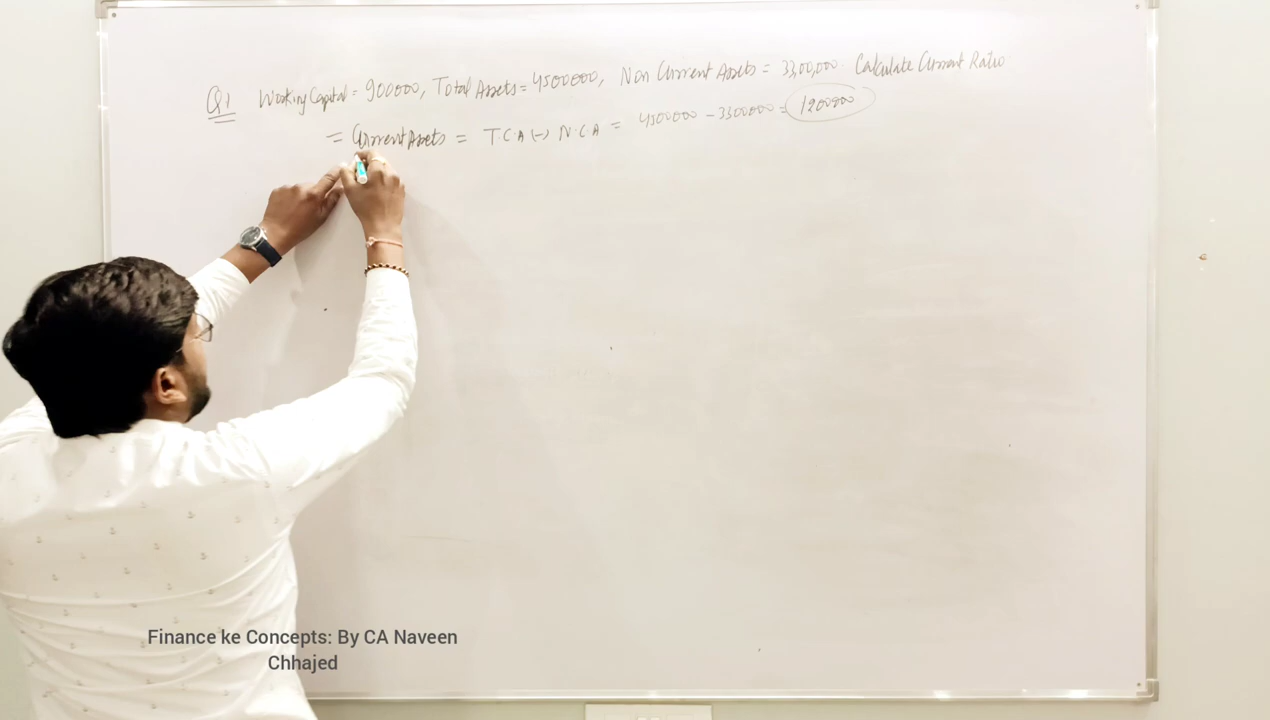 Q1 Working Capital = 900000, Total Assets = 4500000, Non Current Assets = 33,00,000. Calculate Current Ratio
= Current Assets = T.C.A (-) N.C.A = 4500000 - 3300000 = 1200000
Finance ke Concepts: By CA Naveen
Chhajed